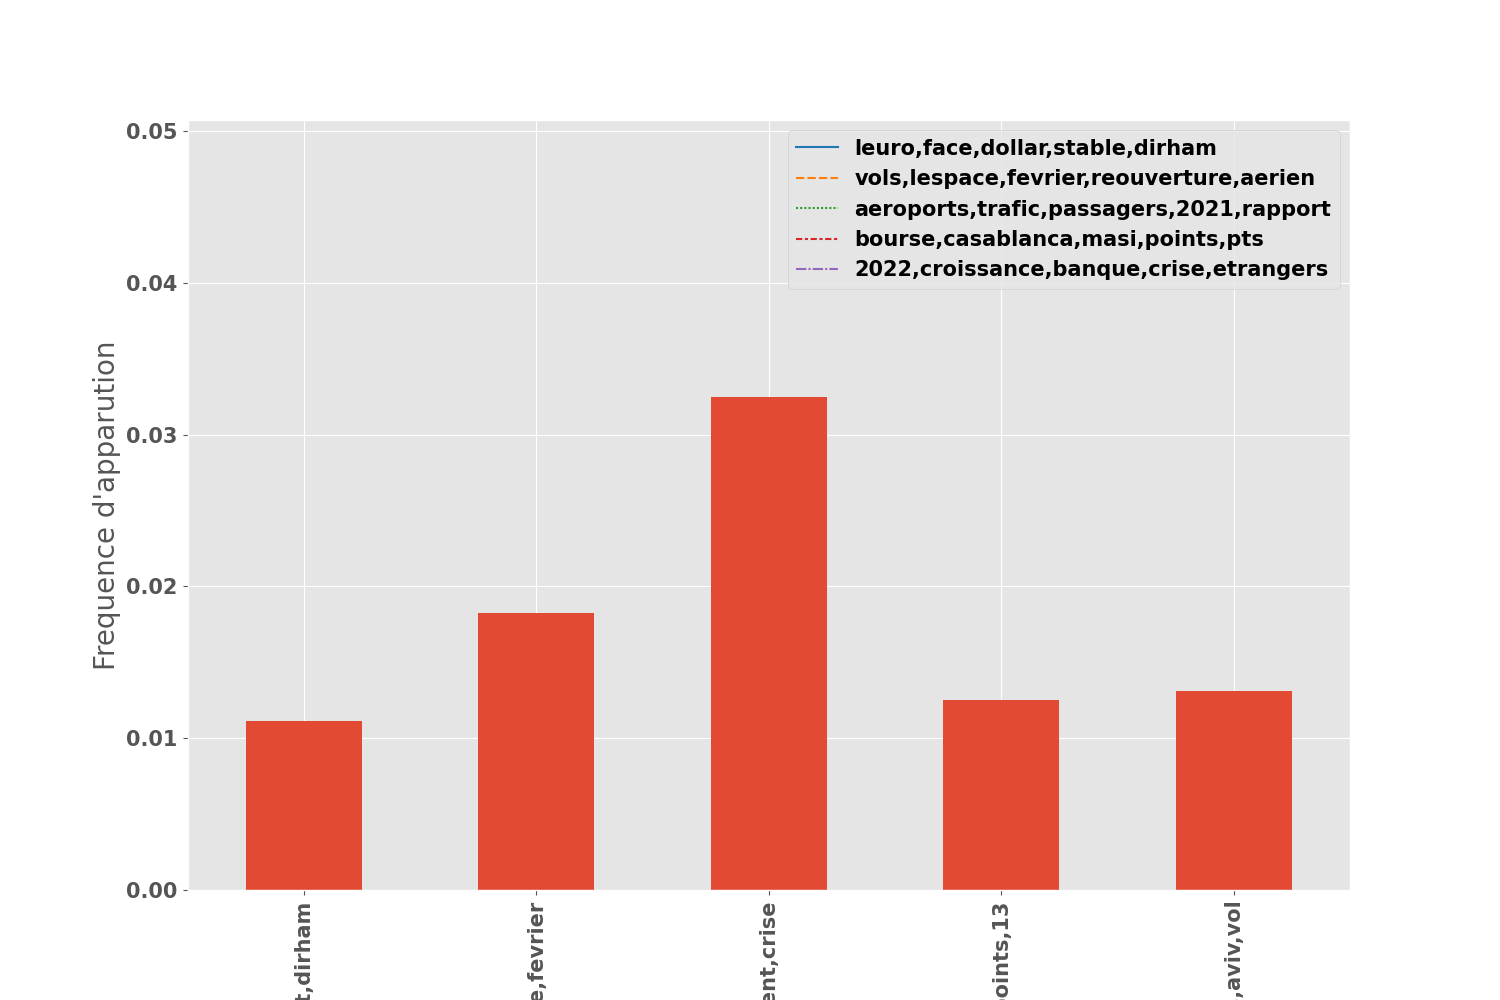 0.05
0.04
0.03
0.02
0.01
0.00
Frequence d'apparution
leuro,face,dollar,stable,dirham
vols,lespace,fevrier,reouverture,aerien
aeroports,trafic,passagers,2021,rapport
bourse,casablanca,masi,points,pts
2022,croissance,banque,crise,etrangers
t,dirham
e,fevrier
ent,crise
oints,13
,aviv,vol